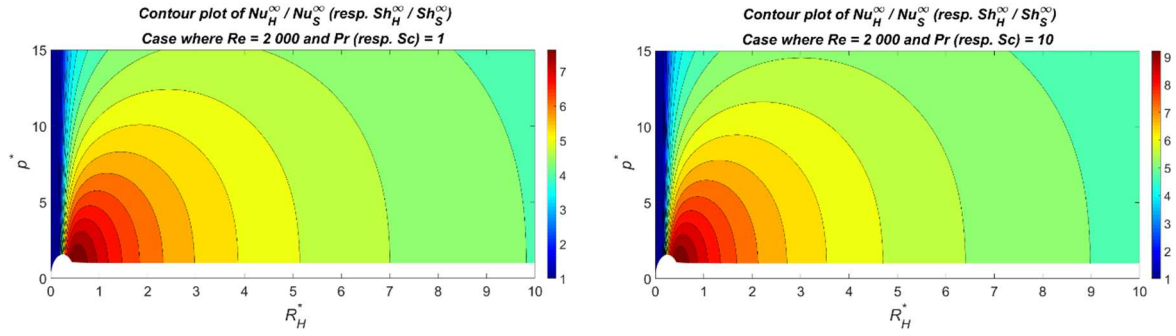 Contour plot of Nu_H^∞ / Nu_S^∞ (resp. Sh_H^∞ / Sh_S^∞)
Case where Re = 2 000 and Pr (resp. Sc) = 1
15
10
5
0
p*
0 1 2 3 4 5 6 7 8 9 10
R_H^*
7
6
5
4
3
2
1
Contour plot of Nu_H^∞ / Nu_S^∞ (resp. Sh_H^∞ / Sh_S^∞)
Case where Re = 2 000 and Pr (resp. Sc) = 10
15
10
5
0
p*
0 1 2 3 4 5 6 7 8 9 10
R_H^*
9
8
7
6
5
4
3
2
1